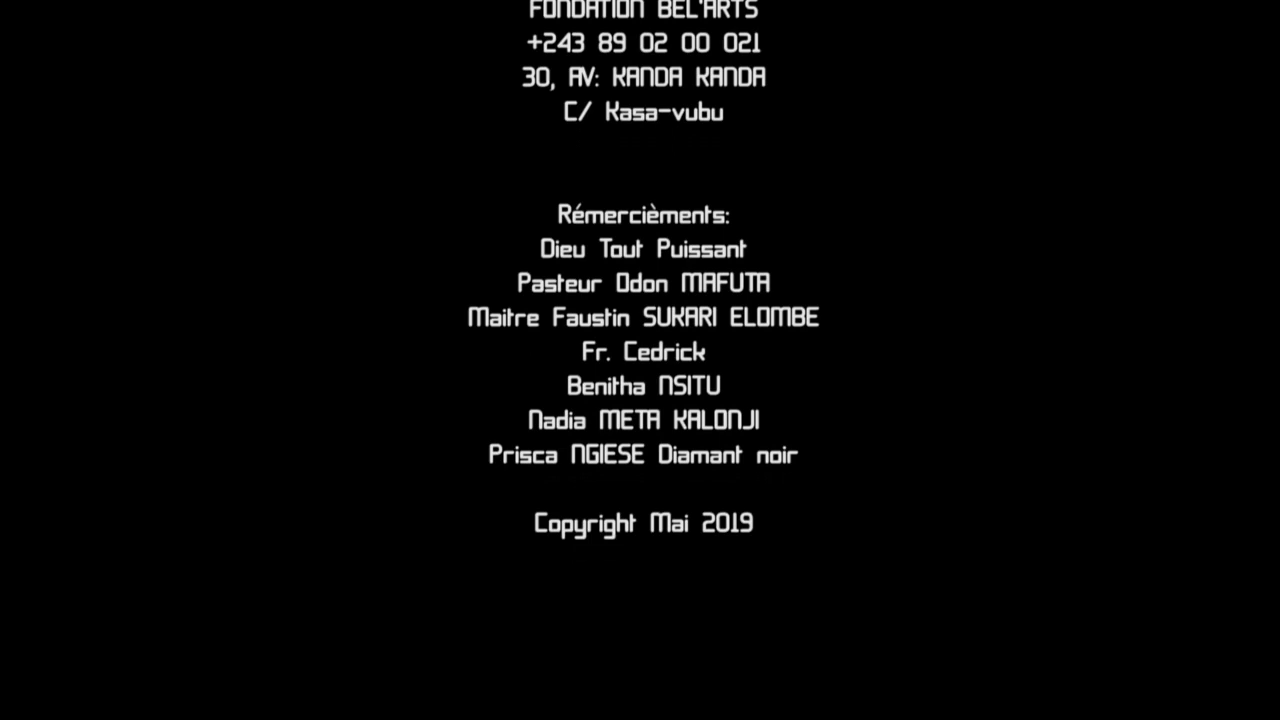 FONDATION BEL'ARTS
+243 89 02 00 021
30, AV: KANDA KANDA
C/ Kasa-vubu
Rémercièments:
Dieu Tout Puissant
Pasteur Odon MAFUTA
Maitre Faustin SUKARI ELOMBE
Fr. Cedrick
Benitha NSITU
Nadia META KALONJI
Prisca NGIESE Diamant noir
Copyright Mai 2019